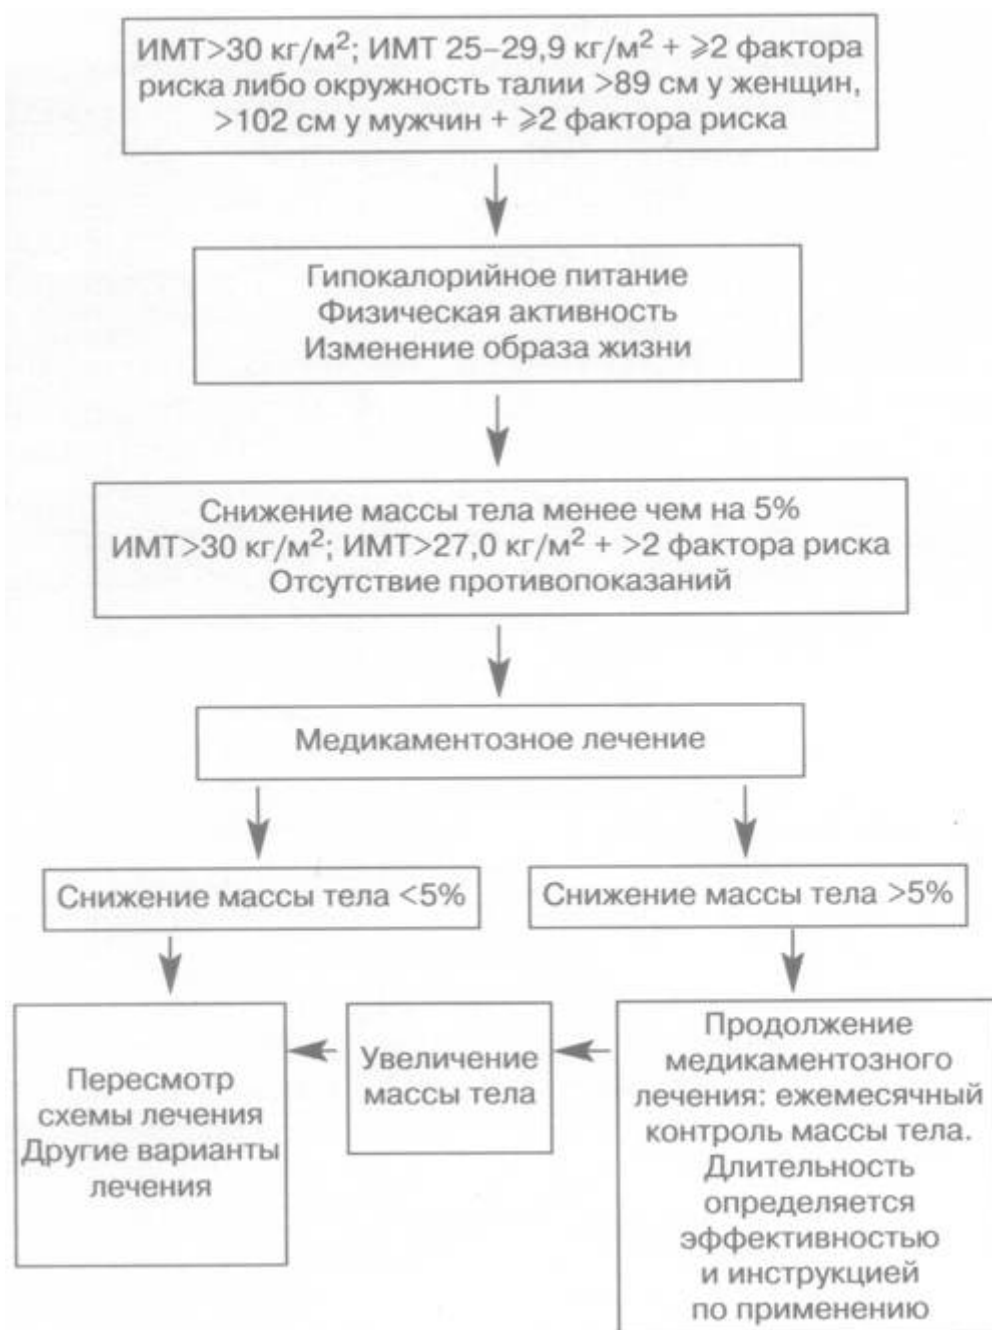 ИМТ>30 кг/м²; ИМТ 25–29,9 кг/м² + ⩾2 фактора
риска либо окружность талии >89 см у женщин,
>102 см у мужчин + ⩾2 фактора риска
Гипокалорийное питание
Физическая активность
Изменение образа жизни
Снижение массы тела менее чем на 5%
ИМТ>30 кг/м²; ИМТ>27,0 кг/м² + >2 фактора риска
Отсутствие противопоказаний
Медикаментозное лечение
Снижение массы тела <5%
Снижение массы тела >5%
Пересмотр
схемы лечения
Другие варианты
лечения
Увеличение
массы тела
Продолжение
медикаментозного
лечения: ежемесячный
контроль массы тела.
Длительность
определяется
эффективностью
и инструкцией
по применению